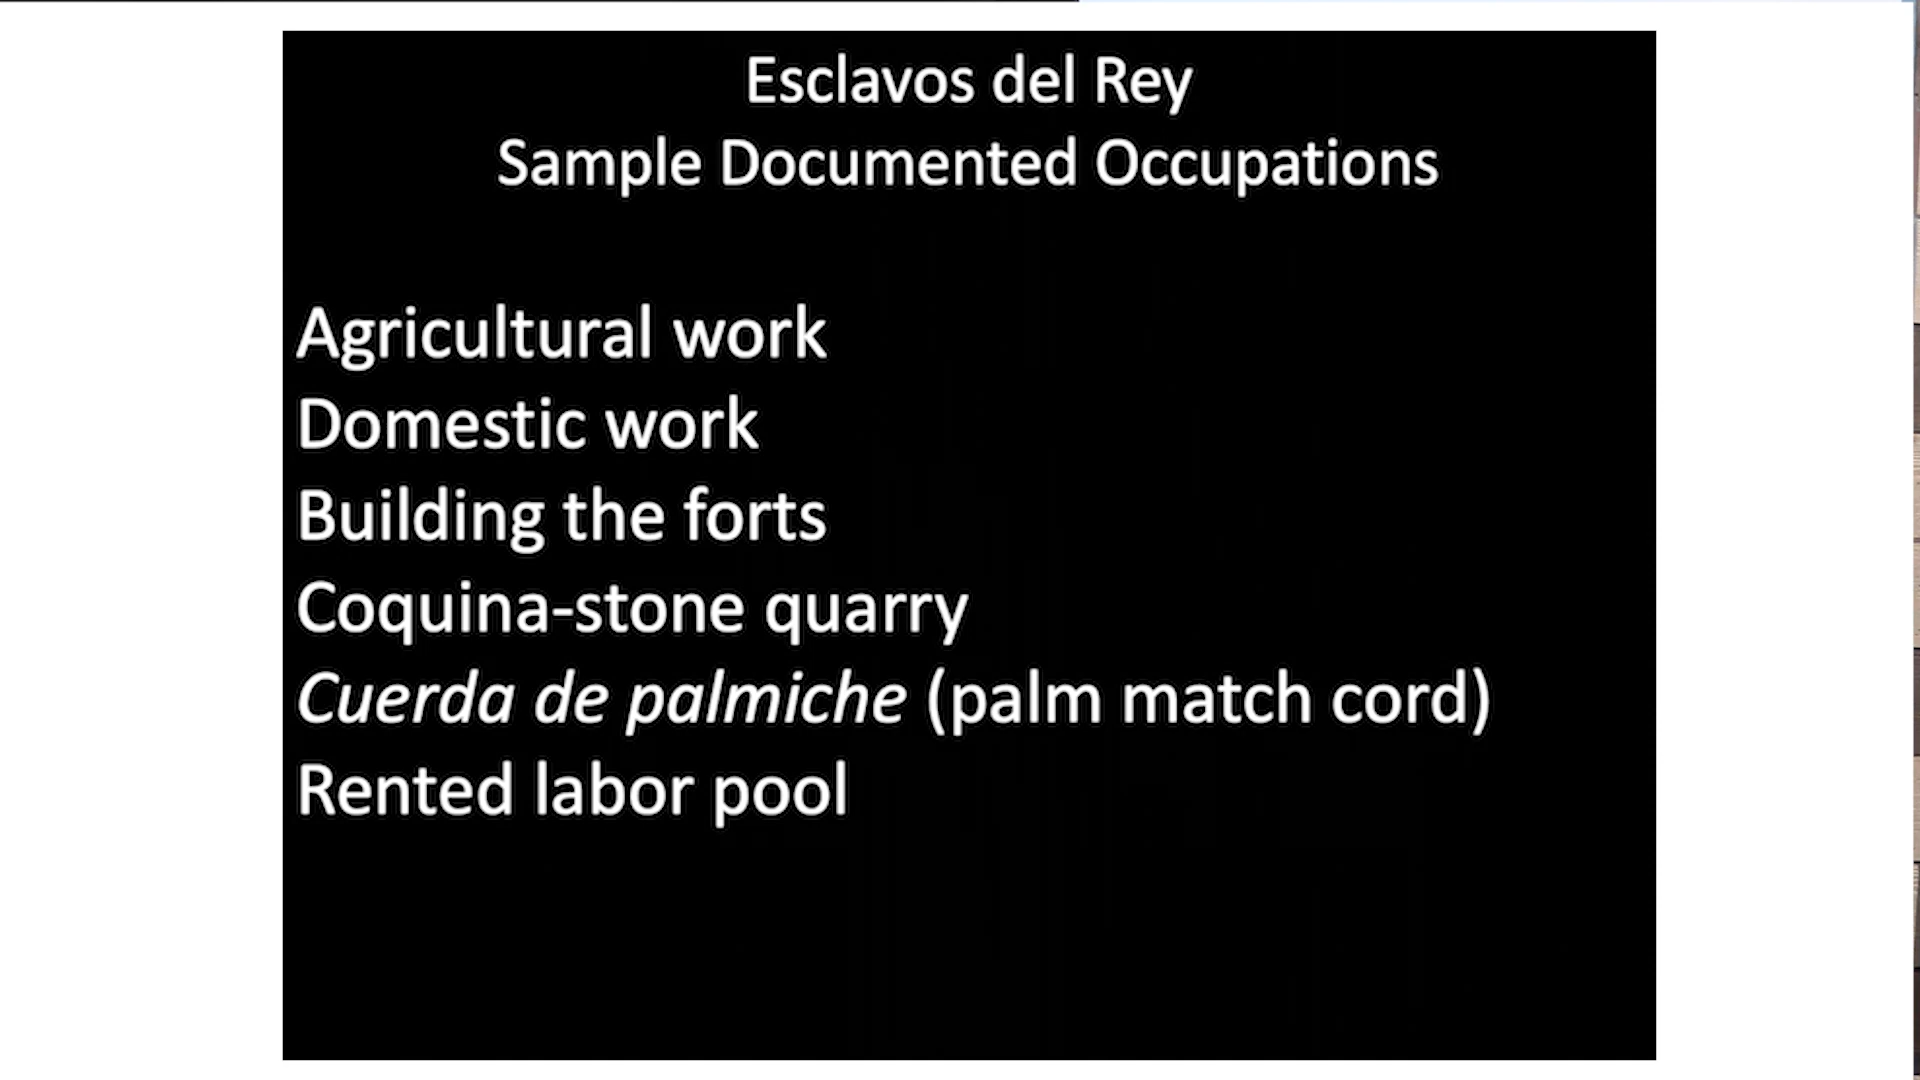 Esclavos del Rey
Sample Documented Occupations
Agricultural work
Domestic work
Building the forts
Coquina-stone quarry
Cuerda de palmiche (palm match cord)
Rented labor pool